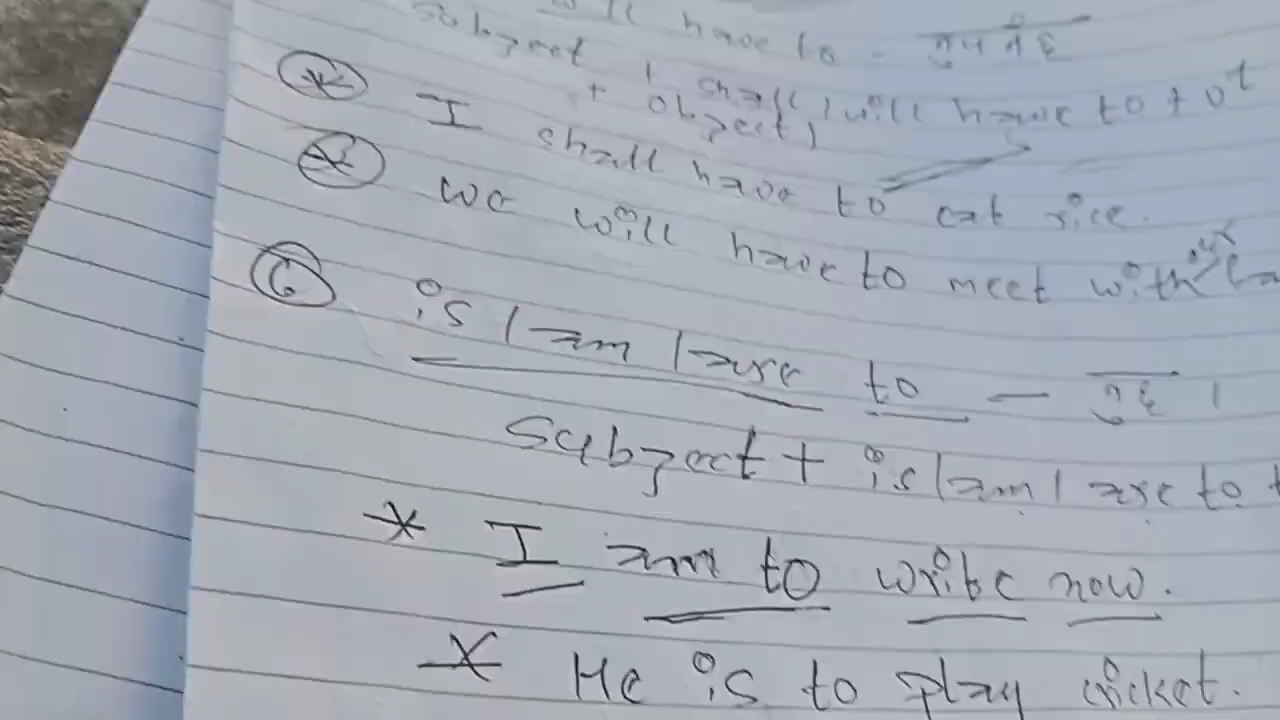 will have to -
subject + shall/will have to + v1
+ object)
I shall have to eat rice.
We will have to meet with our
6 is/am/are to —
Subject + is/am/are to +
* I am to write now.
* He is to play cricket.